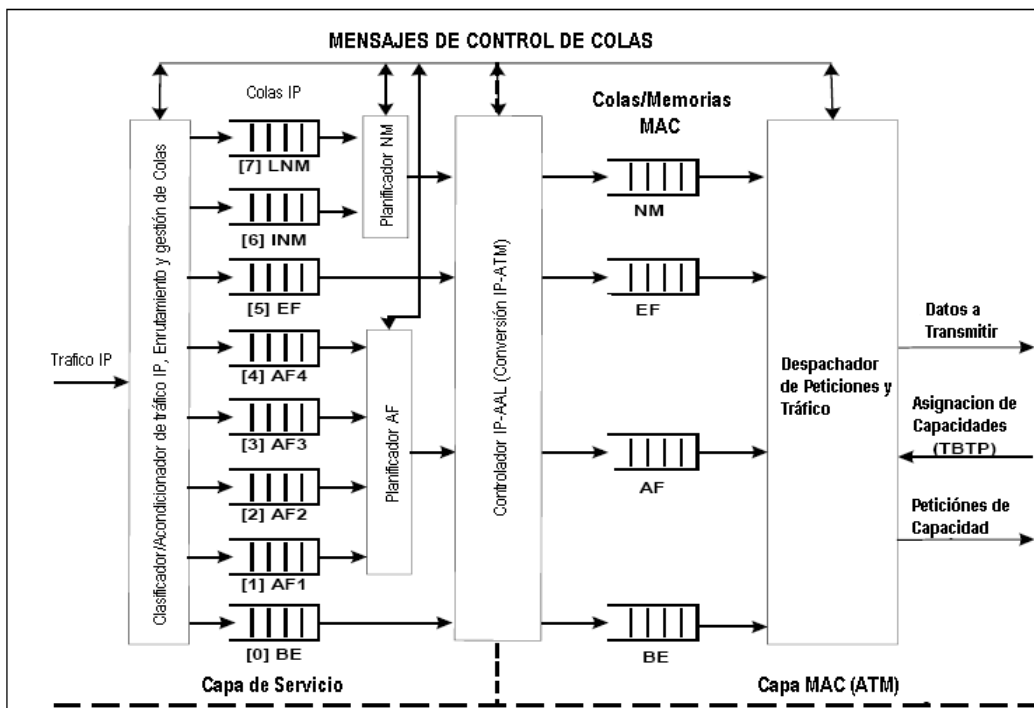 MENSAJES DE CONTROL DE COLAS
Colas IP
Colas/Memorias
MAC
Trafico IP
Clasificador/Acondicionador de tráfico IP, Enrutamiento y gestión de Colas
[7] LNM
[6] INM
[5] EF
[4] AF4
[3] AF3
[2] AF2
[1] AF1
[0] BE
Planificador NM
Planificador AF
Controlador IP-AAL (Conversión IP-ATM)
NM
EF
AF
BE
Despachador
de Peticiones y
Tráfico
Datos a
Transmitir
Asignacion de
Capacidades
(TBTP)
Peticiónes de
Capacidad
Capa de Servicio
Capa MAC (ATM)